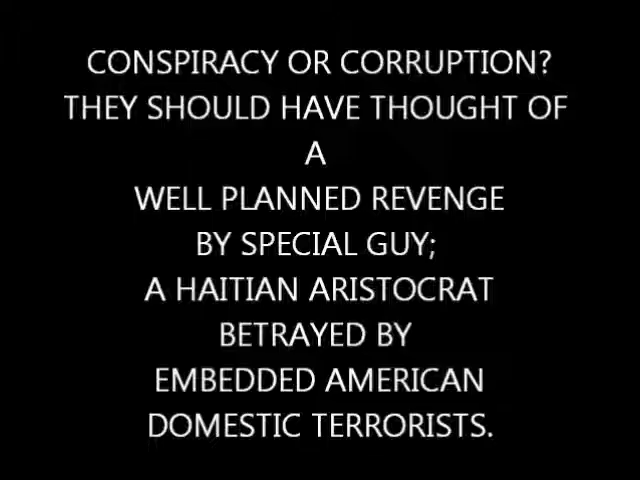 CONSPIRACY OR CORRUPTION?
THEY SHOULD HAVE THOUGHT OF
A
WELL PLANNED REVENGE
BY SPECIAL GUY;
A HAITIAN ARISTOCRAT
BETRAYED BY
EMBEDDED AMERICAN
DOMESTIC TERRORISTS.